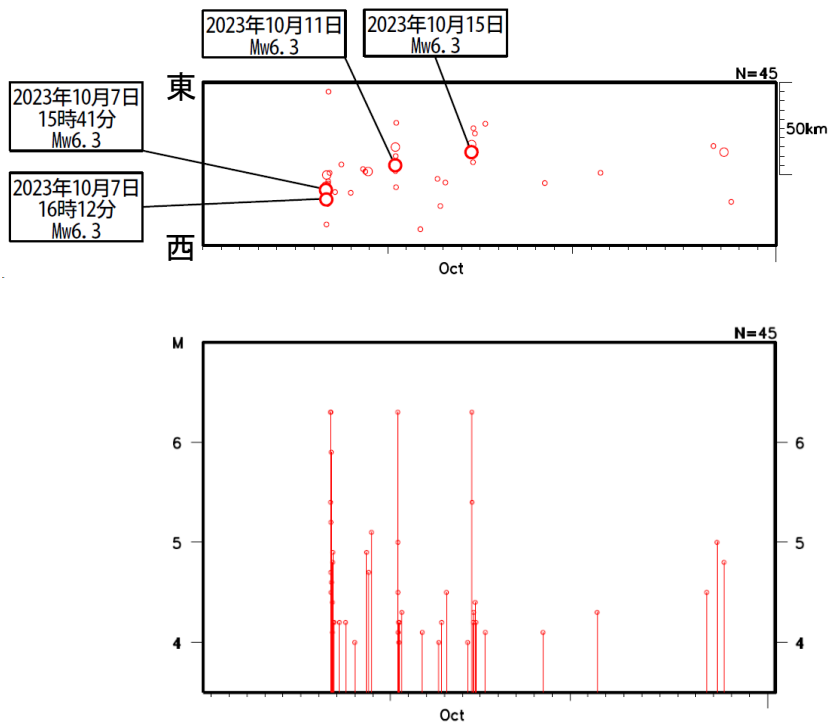 2023年10月11日
Mw6.3
2023年10月15日
Mw6.3
東
N=45
2023年10月7日
15時41分
Mw6.3
50km
2023年10月7日
16時12分
Mw6.3
西
Oct
N=45
M
6
6
5
5
4
4
Oct